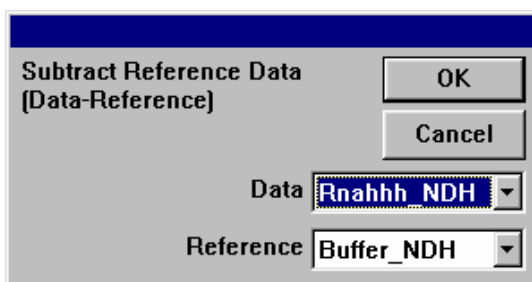 Subtract Reference Data
(Data-Reference)
OK
Cancel
Data Rnahhh_NDH
Reference Buffer_NDH